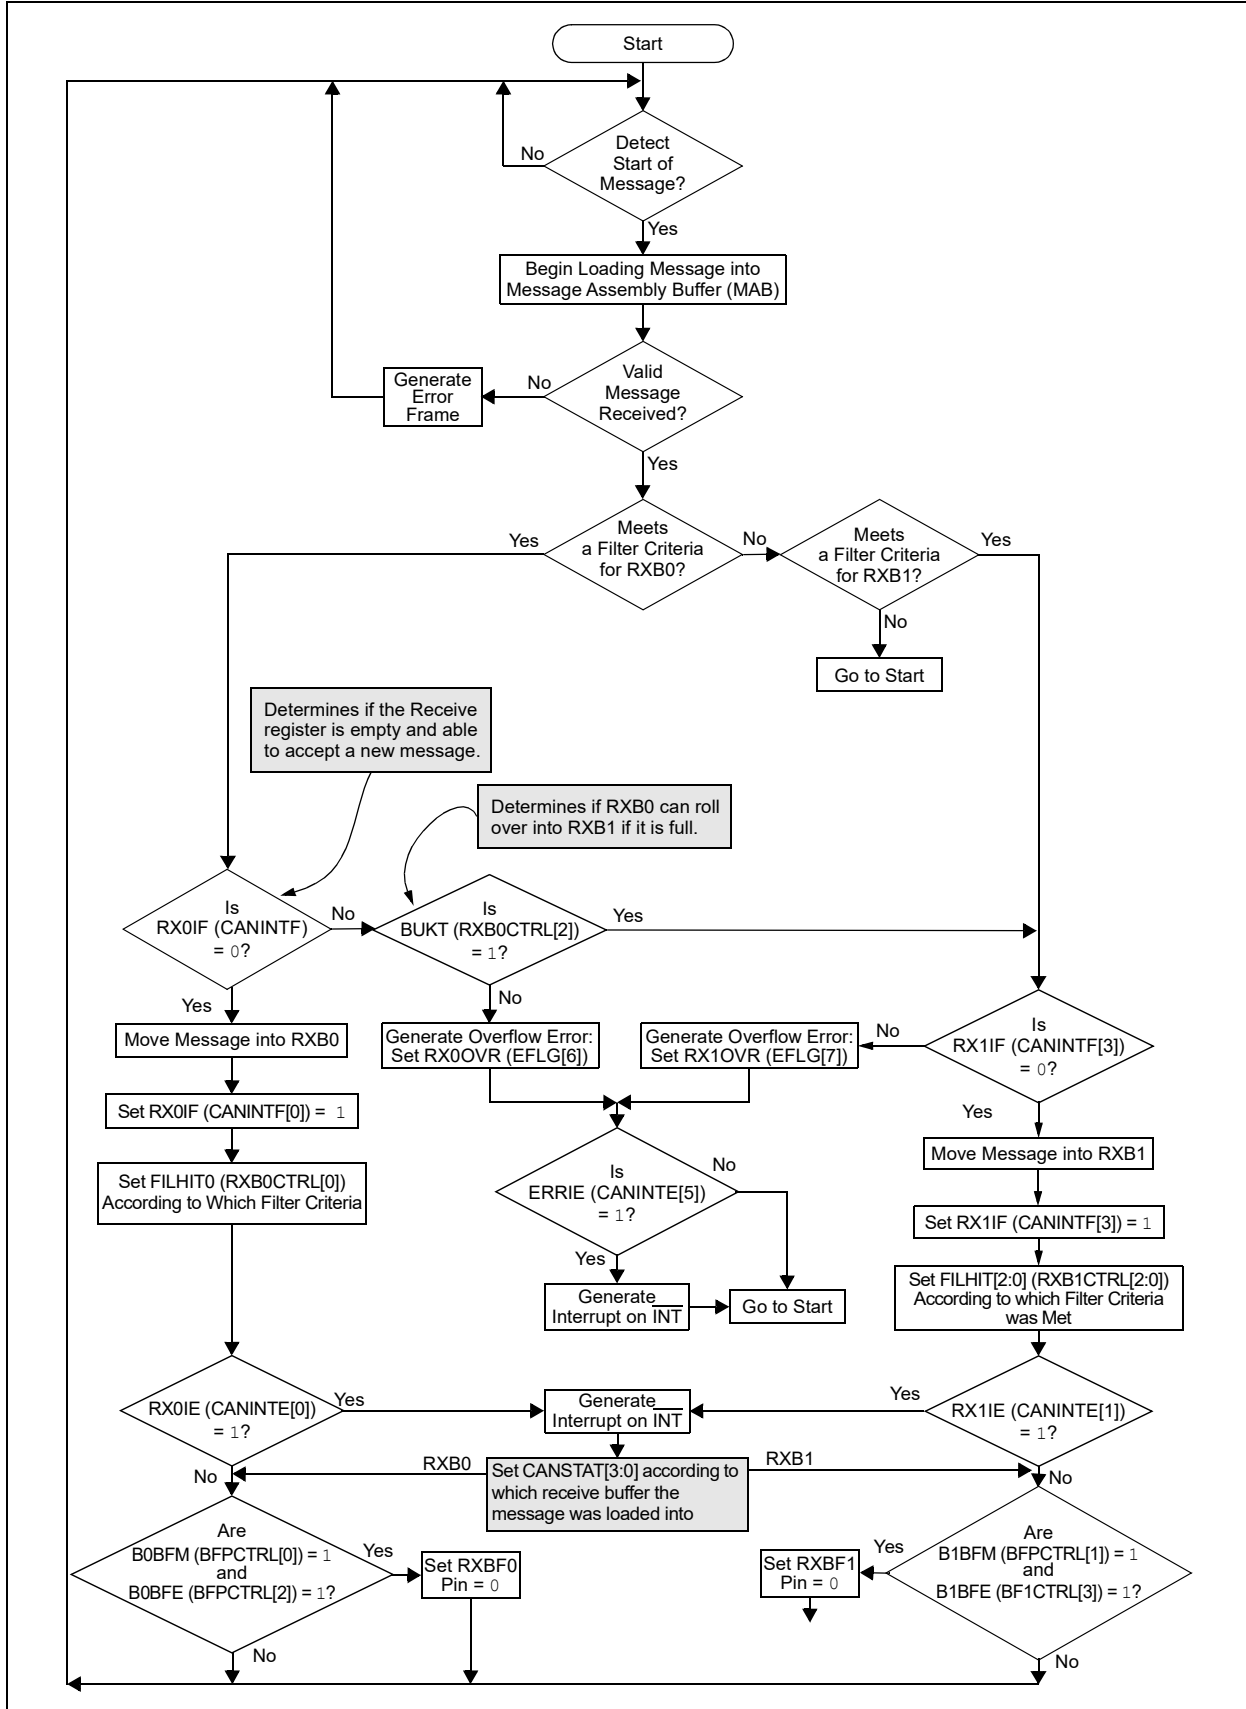 Start
Detect
Start of
Message?
No
Yes
Begin Loading Message into
Message Assembly Buffer (MAB)
Valid
Message
Received?
No
Generate
Error
Frame
Yes
Meets
a Filter Criteria
for RXB0?
Yes
No
Meets
a Filter Criteria
for RXB1?
Yes
No
Go to Start
Determines if the Receive
register is empty and able
to accept a new message.
Determines if RXB0 can roll
over into RXB1 if it is full.
Is
RX0IF (CANINTF)
= 0?
No
Is
BUKT (RXB0CTRL[2])
= 1?
Yes
Yes
No
Move Message into RXB0
Generate Overflow Error:
Set RX0OVR (EFLG[6])
Generate Overflow Error:
Set RX1OVR (EFLG[7])
No
Is
RX1IF (CANINTF[3])
= 0?
Yes
Set RX0IF (CANINTF[0]) = 1
Set FILHIT0 (RXB0CTRL[0])
According to Which Filter Criteria
Is
ERRIE (CANINTE[5])
= 1?
No
Yes
Generate
Interrupt on INT
Go to Start
Move Message into RXB1
Set RX1IF (CANINTF[3]) = 1
Set FILHIT[2:0] (RXB1CTRL[2:0])
According to which Filter Criteria
was Met
RX0IE (CANINTE[0])
= 1?
Yes
Generate
Interrupt on INT
Yes
RX1IE (CANINTE[1])
= 1?
No
RXB0
Set CANSTAT[3:0] according to
which receive buffer the
message was loaded into
RXB1
No
Are
B0BFM (BFPCTRL[0]) = 1
and
B0BFE (BFPCTRL[2]) = 1?
Yes
Set RXBF0
Pin = 0
No
Set RXBF1
Pin = 0
Yes
Are
B1BFM (BFPCTRL[1]) = 1
and
B1BFE (BF1CTRL[3]) = 1?
No